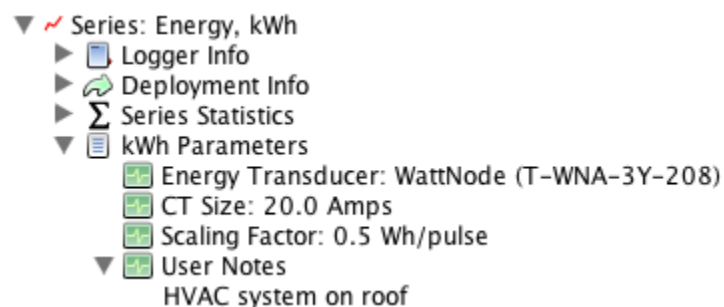 Series: Energy, kWh
Logger Info
Deployment Info
Series Statistics
kWh Parameters
Energy Transducer: WattNode (T-WNA-3Y-208)
CT Size: 20.0 Amps
Scaling Factor: 0.5 Wh/pulse
User Notes
HVAC system on roof